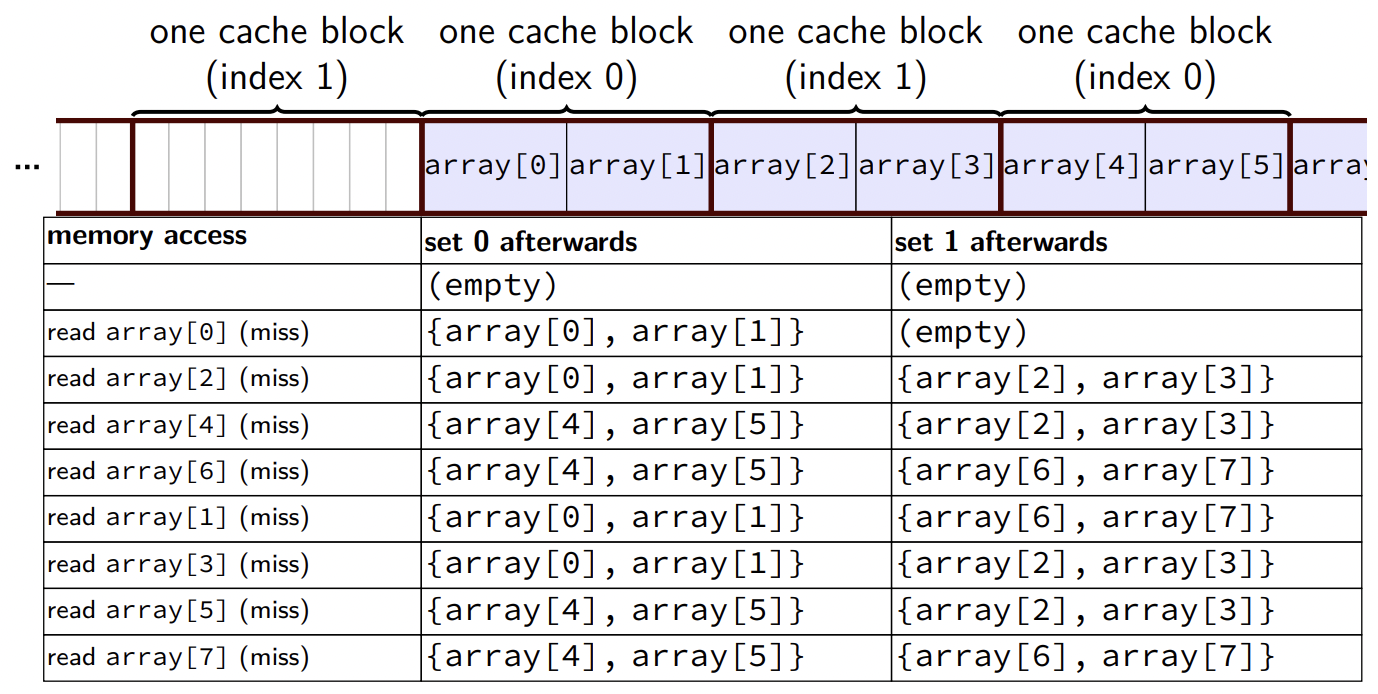 one cache block one cache block one cache block one cache block
(index 1) (index 0) (index 1) (index 0)
... array[0] array[1] array[2] array[3] array[4] array[5] array
memory access set 0 afterwards set 1 afterwards
— (empty) (empty)
read array[0] (miss) {array[0], array[1]} (empty)
read array[2] (miss) {array[0], array[1]} {array[2], array[3]}
read array[4] (miss) {array[4], array[5]} {array[2], array[3]}
read array[6] (miss) {array[4], array[5]} {array[6], array[7]}
read array[1] (miss) {array[0], array[1]} {array[6], array[7]}
read array[3] (miss) {array[0], array[1]} {array[2], array[3]}
read array[5] (miss) {array[4], array[5]} {array[2], array[3]}
read array[7] (miss) {array[4], array[5]} {array[6], array[7]}